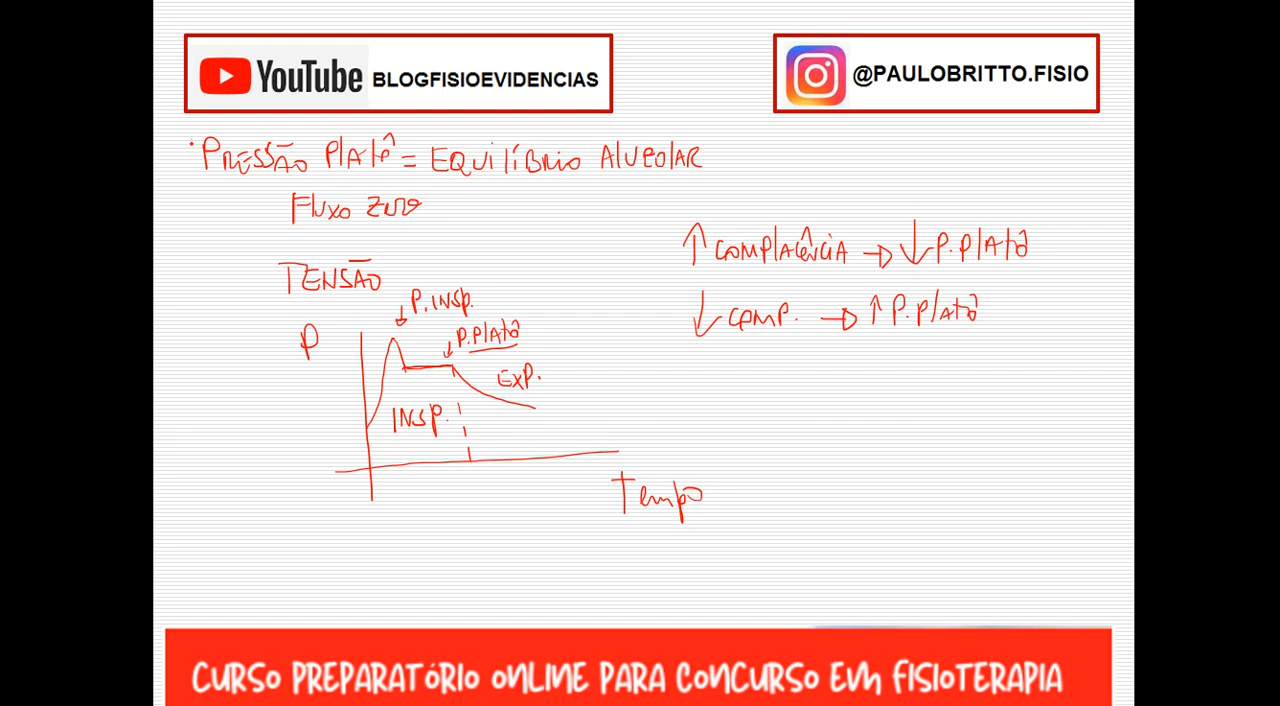 YouTube BLOGFISIOEVIDENCIAS
@PAULOBRITTO.FISIO
PRESSÃO PlAtô = EQUILÍBRIO AlVEOLAR
Fluxo zero
↑ COMPlAcêNCIA → ↓ P.PlAtô
TENSÃO
↓ COMP. → ↑ P.PlAtô
P.INSP.
P
P.PlAtô
EXP.
INSP.
Tempo
CURSO PREPARATÓRIO ONLINE PARA CONCURSO EM FISIOTERAPIA